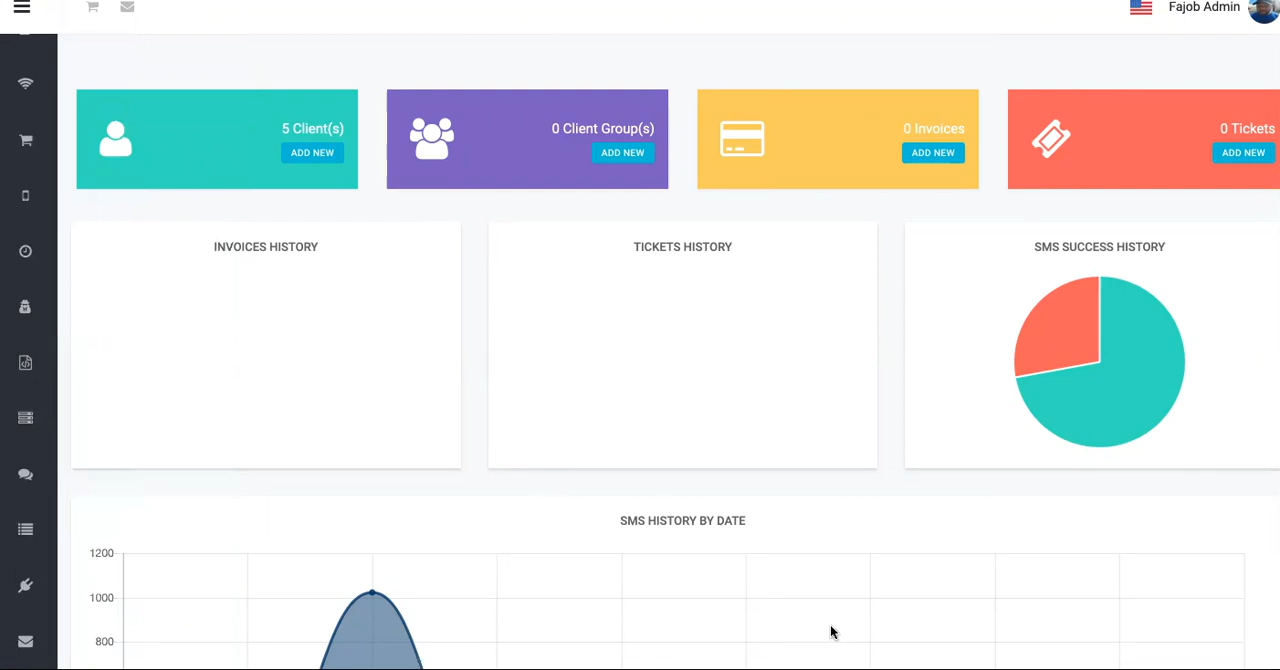 Fajob Admin
5 Client(s)
ADD NEW
0 Client Group(s)
ADD NEW
0 Invoices
ADD NEW
0 Tickets
ADD NEW
INVOICES HISTORY
TICKETS HISTORY
SMS SUCCESS HISTORY
SMS HISTORY BY DATE
1200
1000
800